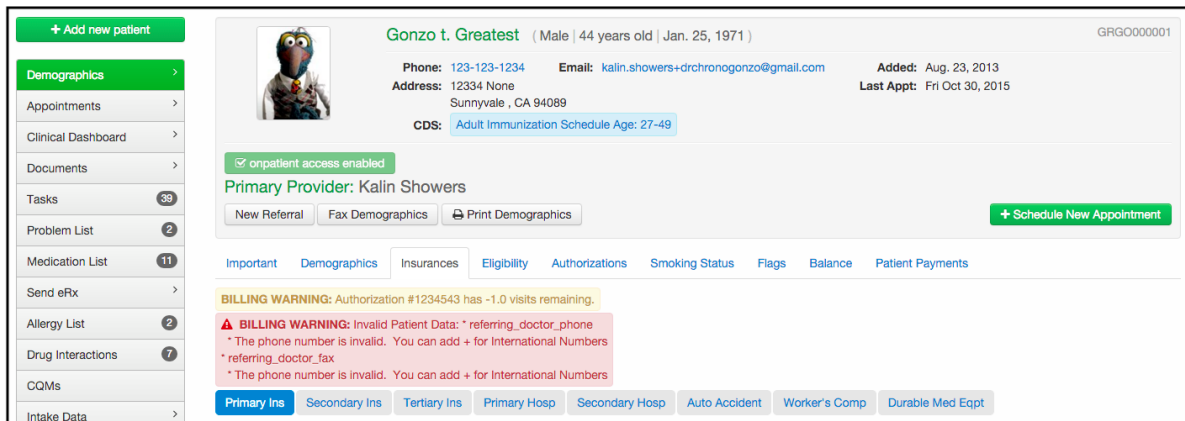 + Add new patient
Demographics
Appointments
Clinical Dashboard
Documents
Tasks 39
Problem List 2
Medication List 11
Send eRx
Allergy List 2
Drug Interactions 7
CQMs
Intake Data
Gonzo t. Greatest ( Male | 44 years old | Jan. 25, 1971 ) GRGO000001
Phone: 123-123-1234 Email: kalin.showers+drchronogonzo@gmail.com Added: Aug. 23, 2013
Address: 12334 None Last Appt: Fri Oct 30, 2015
Sunnyvale , CA 94089
CDS: Adult Immunization Schedule Age: 27-49
onpatient access enabled
Primary Provider: Kalin Showers
New Referral Fax Demographics Print Demographics + Schedule New Appointment
Important Demographics Insurances Eligibility Authorizations Smoking Status Flags Balance Patient Payments
BILLING WARNING: Authorization #1234543 has -1.0 visits remaining.
BILLING WARNING: Invalid Patient Data: * referring_doctor_phone
* The phone number is invalid. You can add + for International Numbers
* referring_doctor_fax
* The phone number is invalid. You can add + for International Numbers
Primary Ins Secondary Ins Tertiary Ins Primary Hosp Secondary Hosp Auto Accident Worker's Comp Durable Med Eqpt